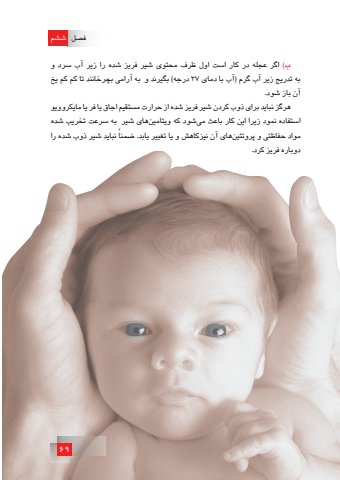 فصل ششم
ب) اگر عجله در کار است اول ظرف محتوی شیر فریز شده را زیر آب سرد و
به تدریج زیر آب گرم (آب با دمای ۳۷ درجه) بگیرند و به آرامی بچرخانند تا کم کم یخ
آن باز شود.
هرگز نباید برای ذوب کردن شیر فریز شده از حرارت مستقیم اجاق یا فر یا مایکروویو
استفاده نمود زیرا این کار باعث می‌شود که ویتامین‌های شیر به سرعت تخریب شده
مواد حفاظتی و پروتئین‌های آن نیزکاهش و یا تغییر یابد. ضمناً نباید شیر ذوب شده را
دوباره فریز کرد.
۶۹